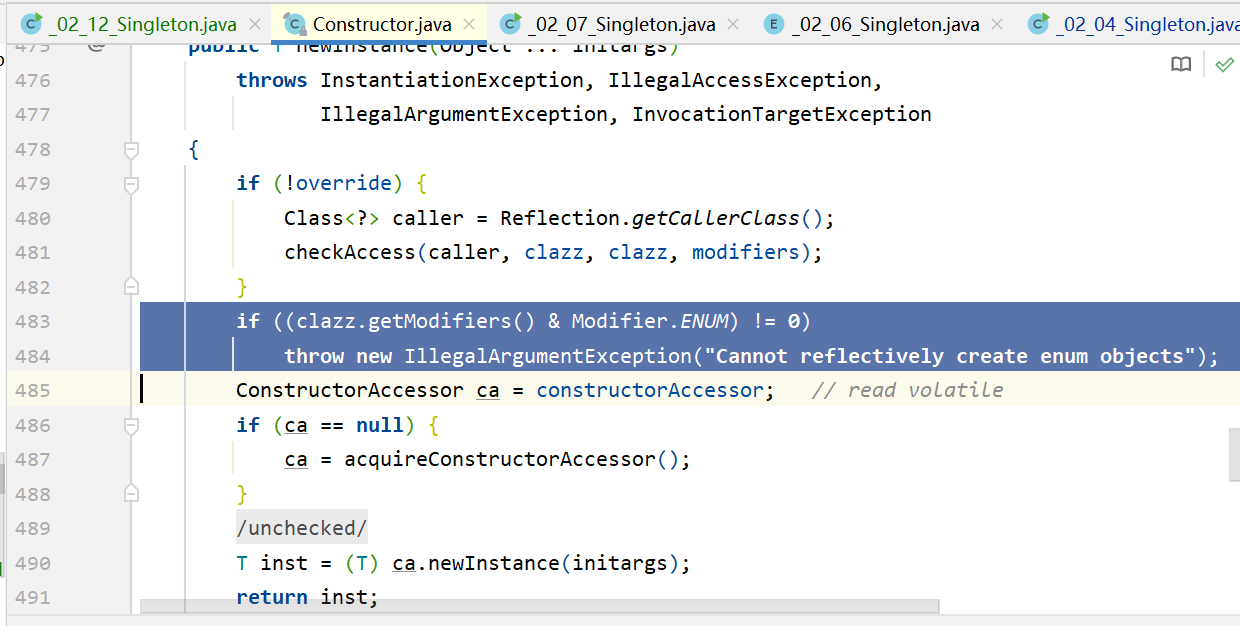 _02_12_Singleton.java Constructor.java _02_07_Singleton.java _02_06_Singleton.java _02_04_Singleton.java
475 @ public T newInstance(Object ... initargs)
476 throws InstantiationException, IllegalAccessException,
477 IllegalArgumentException, InvocationTargetException
478 {
479 if (!override) {
480 Class<?> caller = Reflection.getCallerClass();
481 checkAccess(caller, clazz, clazz, modifiers);
482 }
483 if ((clazz.getModifiers() & Modifier.ENUM) != 0)
484 throw new IllegalArgumentException("Cannot reflectively create enum objects");
485 ConstructorAccessor ca = constructorAccessor; // read volatile
486 if (ca == null) {
487 ca = acquireConstructorAccessor();
488 }
489 /unchecked/
490 T inst = (T) ca.newInstance(initargs);
491 return inst;